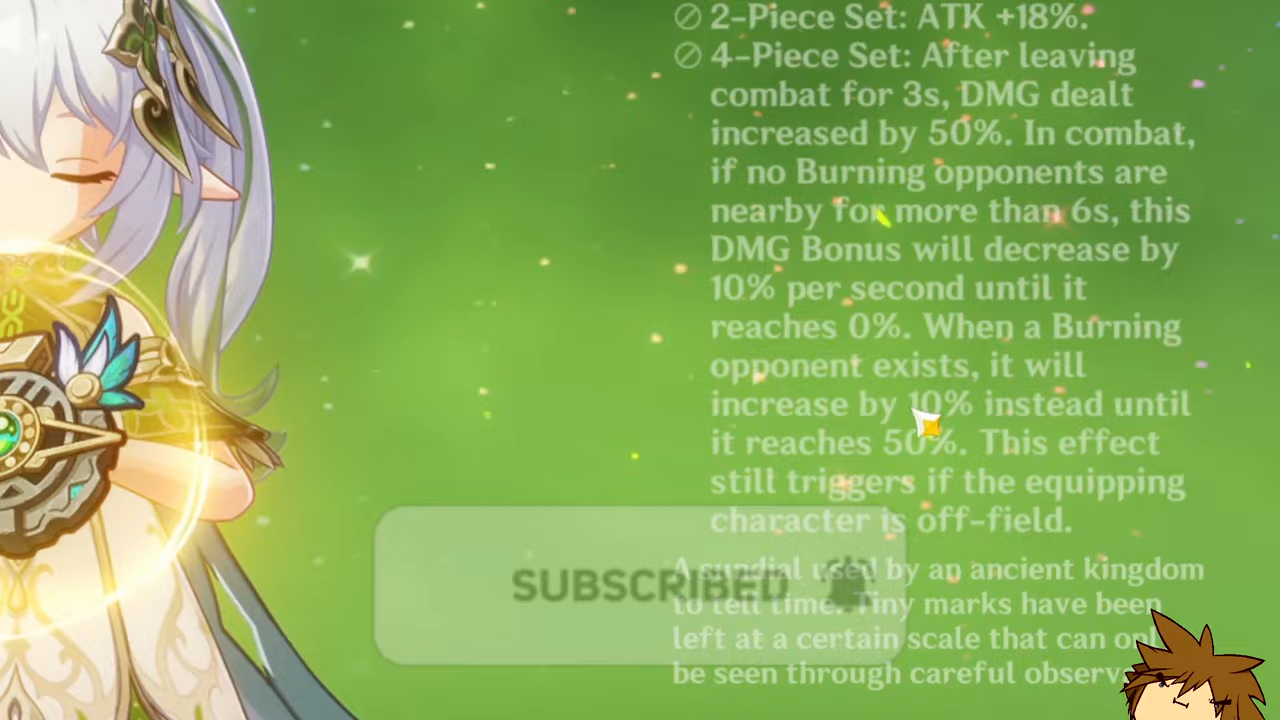 2-Piece Set: ATK +18%.
4-Piece Set: After leaving
combat for 3s, DMG dealt
increased by 50%. In combat,
if no Burning opponents are
nearby for more than 6s, this
DMG Bonus will decrease by
10% per second until it
reaches 0%. When a Burning
opponent exists, it will
increase by 10% instead until
it reaches 50%. This effect
still triggers if the equipping
character is off-field.
A sundial used by an ancient kingdom
to tell time. Tiny marks have been
left at a certain scale that can only
be seen through careful
SUBSCRIBED